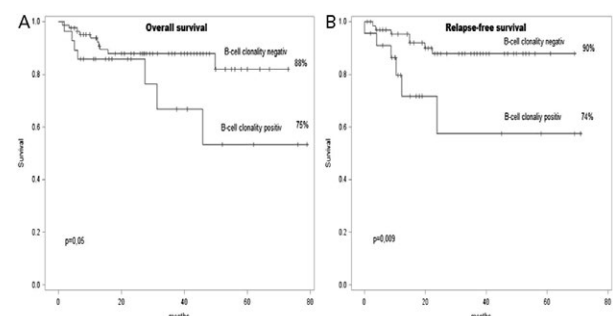 A
Overall survival
1.0
0.8
0.6
0.4
0.2
0.0
Survival
B-cell clonality negativ
88%
B-cell clonality positiv
75%
p=0,05
0
20
40
60
80
months
B
Relapse-free survival
1.0
0.8
0.6
0.4
0.2
0.0
Survival
B-cell clonality negativ
90%
B-cell clonality positiv
74%
p=0,009
0
20
40
60
80
months